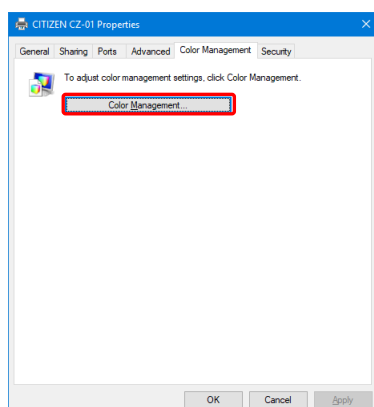 CITIZEN CZ-01 Properties
General Sharing Ports Advanced Color Management Security
To adjust color management settings, click Color Management.
Color Management...
OK Cancel Apply